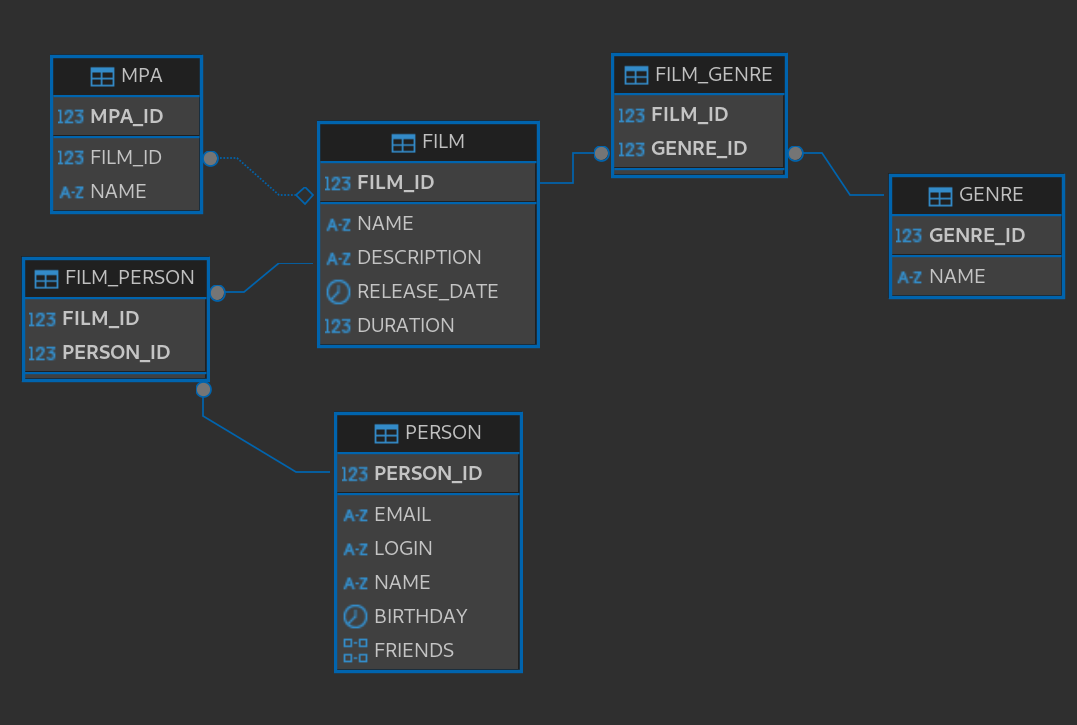 MPA
123 MPA_ID
123 FILM_ID
A-Z NAME
FILM_PERSON
123 FILM_ID
123 PERSON_ID
FILM
123 FILM_ID
A-Z NAME
A-Z DESCRIPTION
RELEASE_DATE
123 DURATION
PERSON
123 PERSON_ID
A-Z EMAIL
A-Z LOGIN
A-Z NAME
BIRTHDAY
FRIENDS
FILM_GENRE
123 FILM_ID
123 GENRE_ID
GENRE
123 GENRE_ID
A-Z NAME